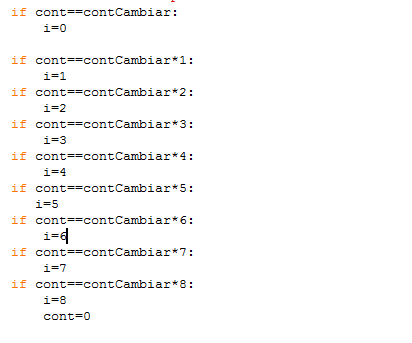 if cont==contCambiar:
    i=0

if cont==contCambiar*1:
    i=1
if cont==contCambiar*2:
    i=2
if cont==contCambiar*3:
    i=3
if cont==contCambiar*4:
    i=4
if cont==contCambiar*5:
   i=5
if cont==contCambiar*6:
    i=6
if cont==contCambiar*7:
    i=7
if cont==contCambiar*8:
    i=8
    cont=0